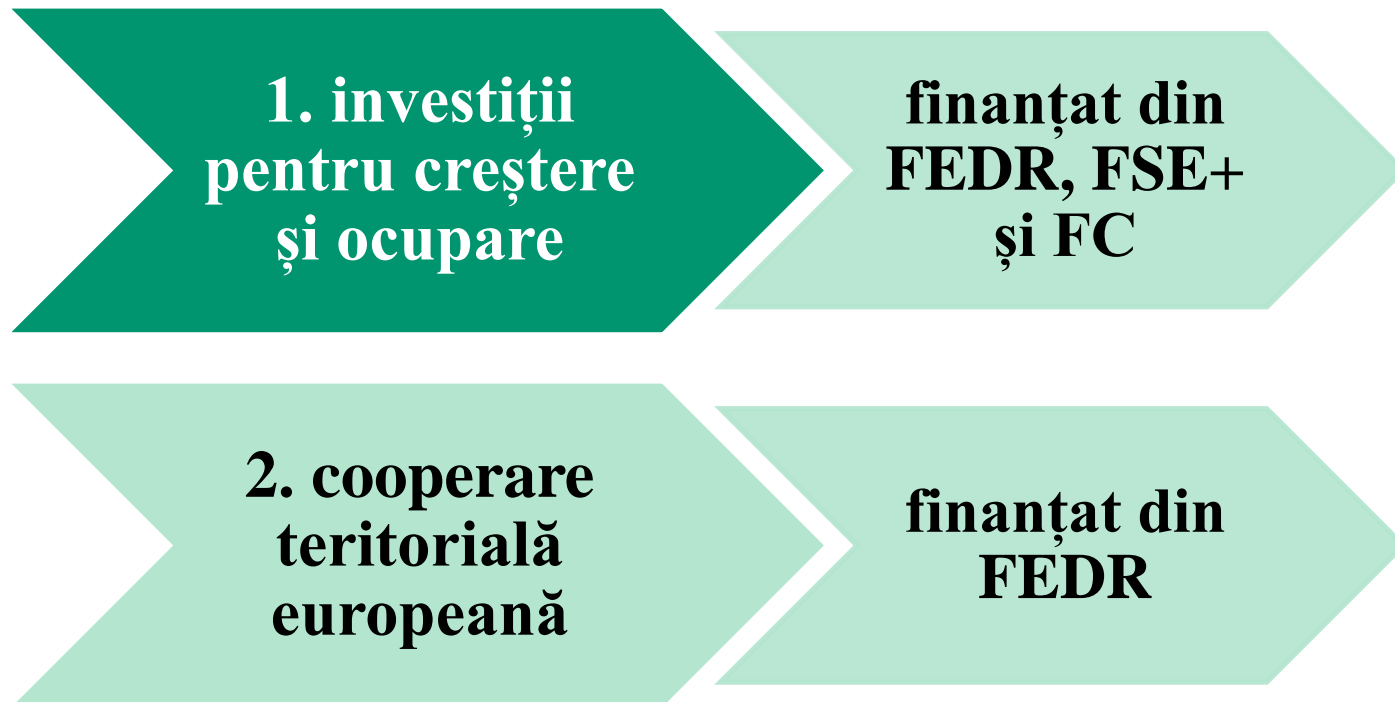 1. investiții
pentru creștere
și ocupare
finanțat din
FEDR, FSE+
și FC
2. cooperare
teritorială
europeană
finanțat din
FEDR